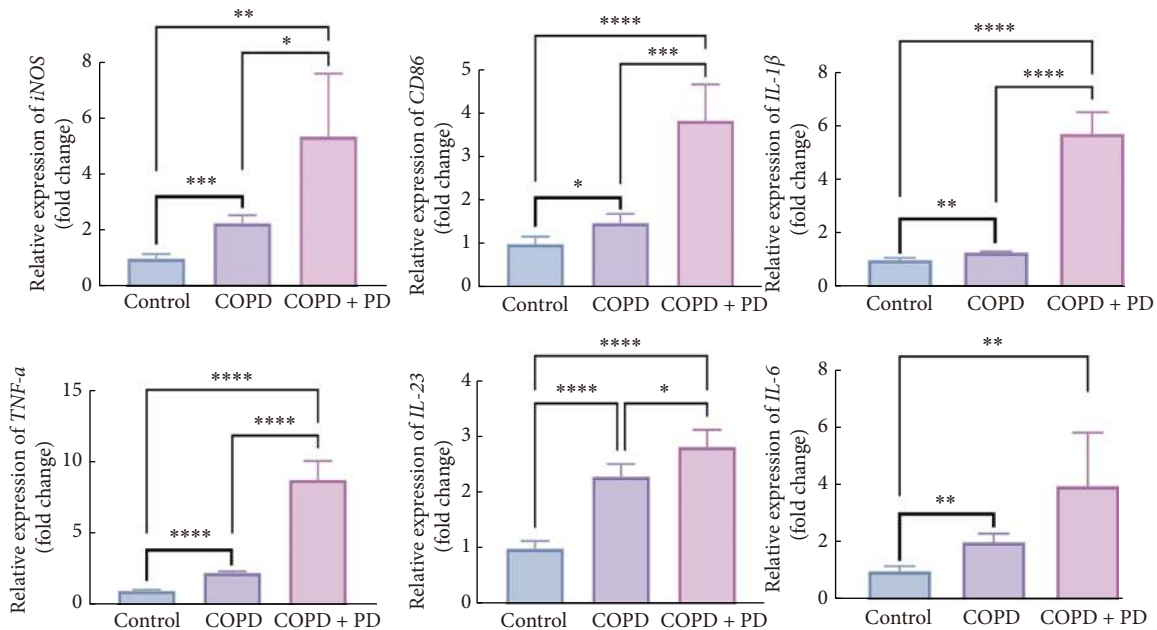 Relative expression of iNOS
(fold change)
8
6
4
2
0
**
*
***
Control COPD COPD + PD
Relative expression of CD86
(fold change)
5
4
3
2
1
0
****
***
*
Control COPD COPD + PD
Relative expression of IL-1β
(fold change)
8
6
4
2
0
****
****
**
Control COPD COPD + PD
Relative expression of TNF-a
(fold change)
15
10
5
0
****
****
****
Control COPD COPD + PD
Relative expression of IL-23
(fold change)
4
3
2
1
0
****
**** *
Control COPD COPD + PD
Relative expression of IL-6
(fold change)
8
6
4
2
0
**
**
Control COPD COPD + PD